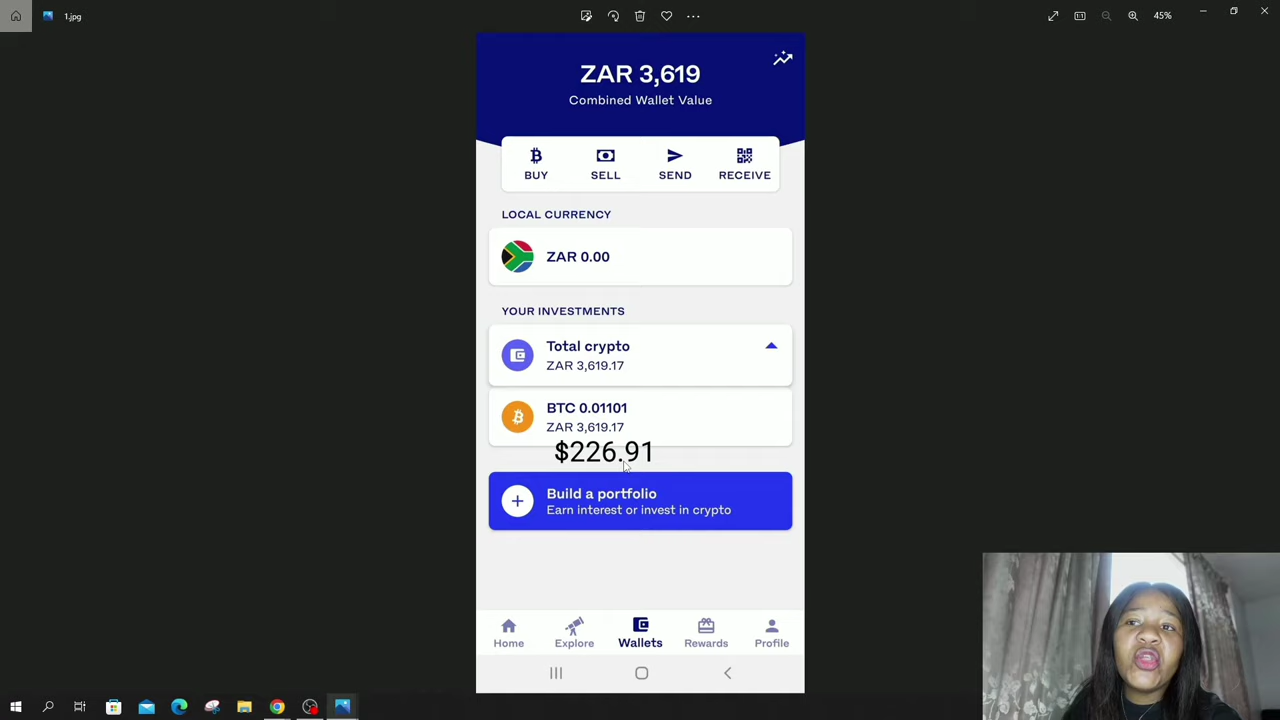 1.jpg
45%
ZAR 3,619
Combined Wallet Value
BUY SELL SEND RECEIVE
LOCAL CURRENCY
ZAR 0.00
YOUR INVESTMENTS
Total crypto
ZAR 3,619.17
BTC 0.01101
ZAR 3,619.17
$226.91
Build a portfolio
Earn interest or invest in crypto
Home Explore Wallets Rewards Profile